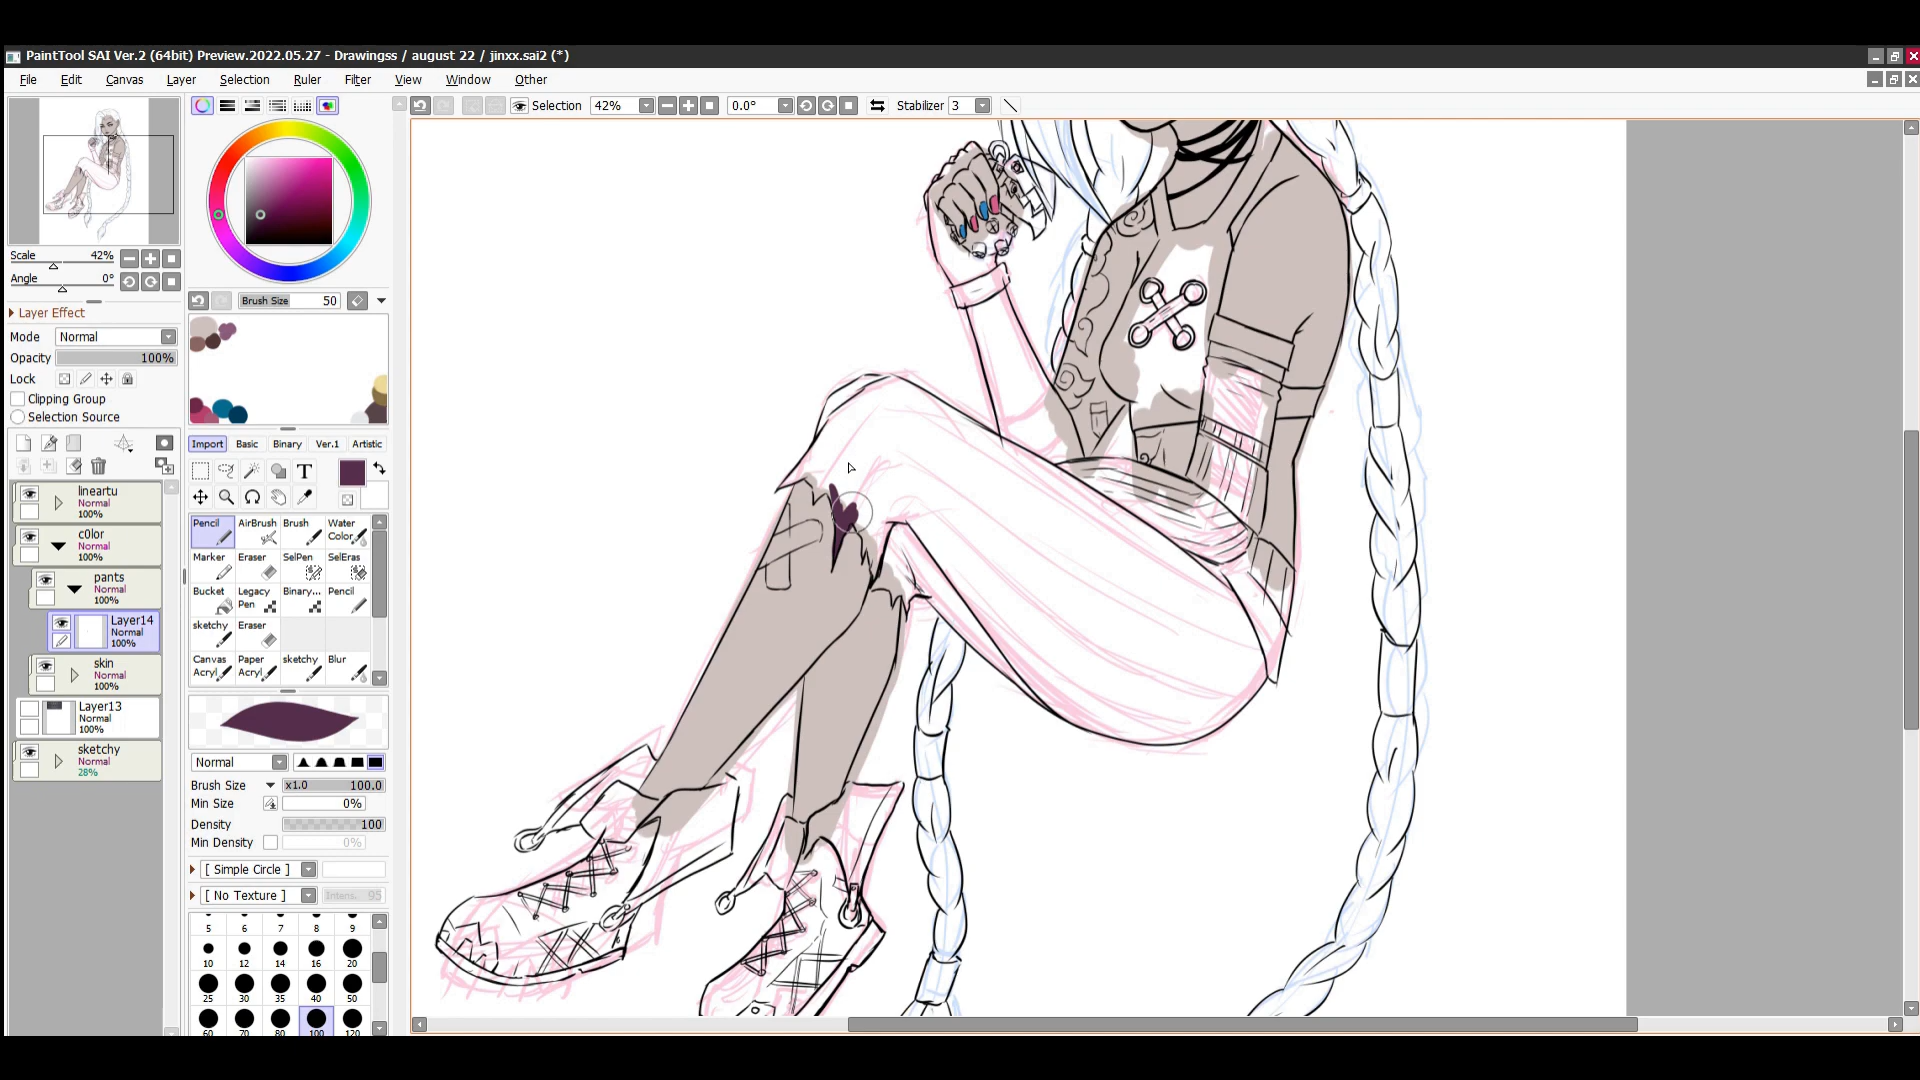 PaintTool SAI Ver.2 (64bit) Preview.2022.05.27 - Drawingss / august 22 / jinxx.sai2 (*)
File Edit Canvas Layer Selection Ruler Filter View Window Other
Selection 42% 0.0° Stabilizer 3
Scale 42%
Angle 0°
Layer Effect
Mode Normal
Opacity 100%
Lock
Clipping Group
Selection Source
lineartu
Normal
100%
c0lor
Normal
100%
pants
Normal
100%
Layer14
Normal
100%
skin
Normal
100%
Layer13
Normal
100%
sketchy
Normal
28%
Brush Size 50
Import Basic Binary Ver.1 Artistic
T
Pencil AirBrush Brush Water Color
Marker Eraser SelPen SelEras
Bucket Legacy Pen Binary... Pencil
sketchy Eraser
Canvas Acryl Paper Acryl sketchy Blur
Normal
Brush Size x1.0 100.0
Min Size 0%
Density 100
Min Density 0%
[ Simple Circle ]
[ No Texture ] Intens. 95
5 6 7 8 9
10 12 14 16 20
25 30 35 40 50
60 70 80 100 120